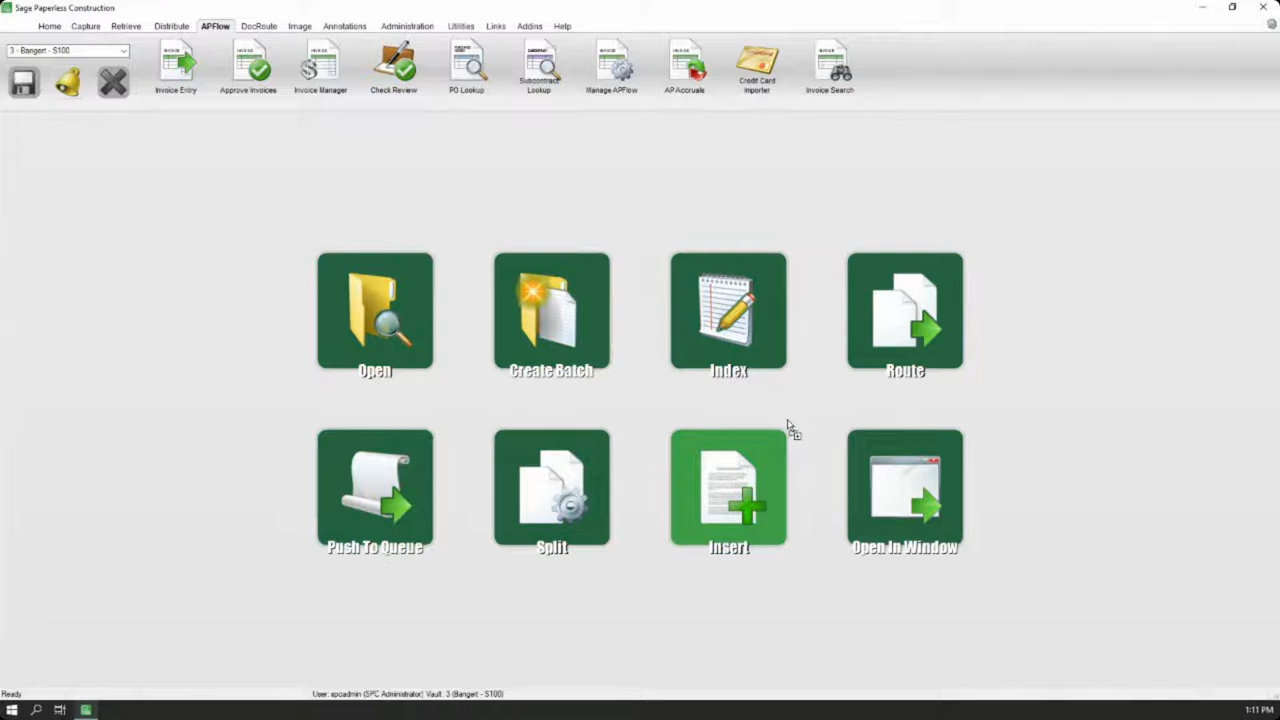 Sage Paperless Construction
Home Capture Retrieve Distribute APFlow DocRoute Image Annotations Administration Utilities Links Addins Help
3 - Bangert - S100
Invoice Entry
Approve Invoices
Invoice Manager
Check Review
PO Lookup
Subcontract
Lookup
Manage APFlow
AP Accruals
Credit Card
Importer
Invoice Search
Open
Create Batch
Index
Route
Push To Queue
Split
Insert
Open In Window
Ready
User: spcadmin (SPC Administrator) Vault: 3 (Bangert - S100)
1:11 PM